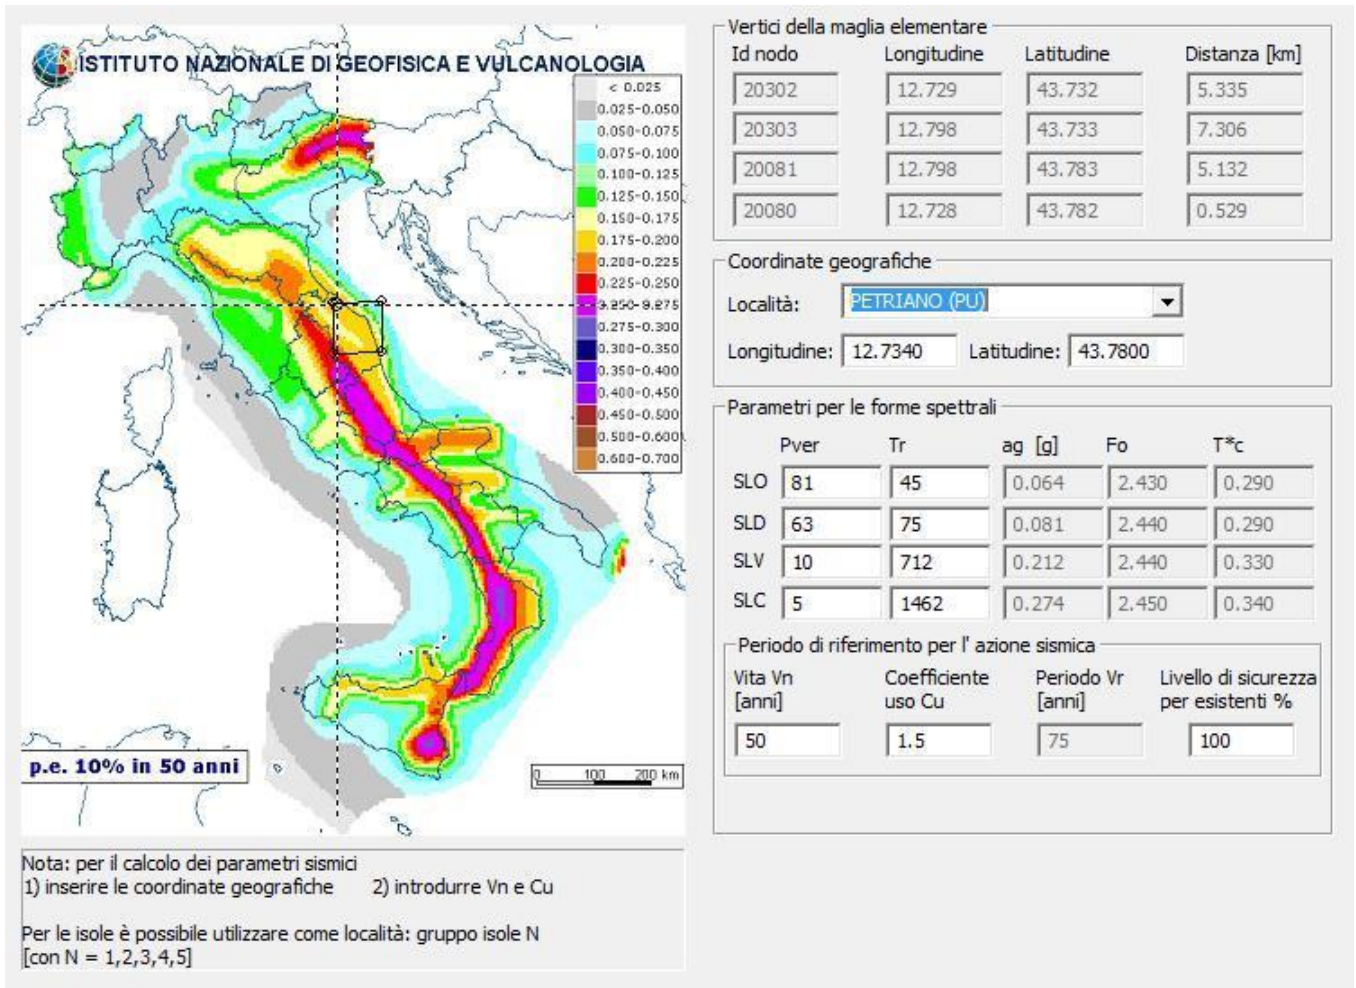 ISTITUTO NAZIONALE DI GEOFISICA E VULCANOLOGIA
< 0.025
0.025-0.050
0.050-0.075
0.075-0.100
0.100-0.125
0.125-0.150
0.150-0.175
0.175-0.200
0.200-0.225
0.225-0.250
0.250-0.275
0.275-0.300
0.300-0.350
0.350-0.400
0.400-0.450
0.450-0.500
0.500-0.600
0.600-0.700
p.e. 10% in 50 anni
0 100 200 km
Nota: per il calcolo dei parametri sismici
1) inserire le coordinate geografiche 2) introdurre Vn e Cu
Per le isole è possibile utilizzare come località: gruppo isole N
[con N = 1,2,3,4,5]
Vertici della maglia elementare
Id nodo Longitudine Latitudine Distanza [km]
20302 12.729 43.732 5.335
20303 12.798 43.733 7.306
20081 12.798 43.783 5.132
20080 12.728 43.782 0.529
Coordinate geografiche
Località: PETRIANO (PU)
Longitudine: 12.7340 Latitudine: 43.7800
Parametri per le forme spettrali
Pver Tr ag [g] Fo T*c
SLO 81 45 0.064 2.430 0.290
SLD 63 75 0.081 2.440 0.290
SLV 10 712 0.212 2.440 0.330
SLC 5 1462 0.274 2.450 0.340
Periodo di riferimento per l' azione sismica
Vita Vn Coefficiente Periodo Vr Livello di sicurezza
[anni] uso Cu [anni] per esistenti %
50 1.5 75 100